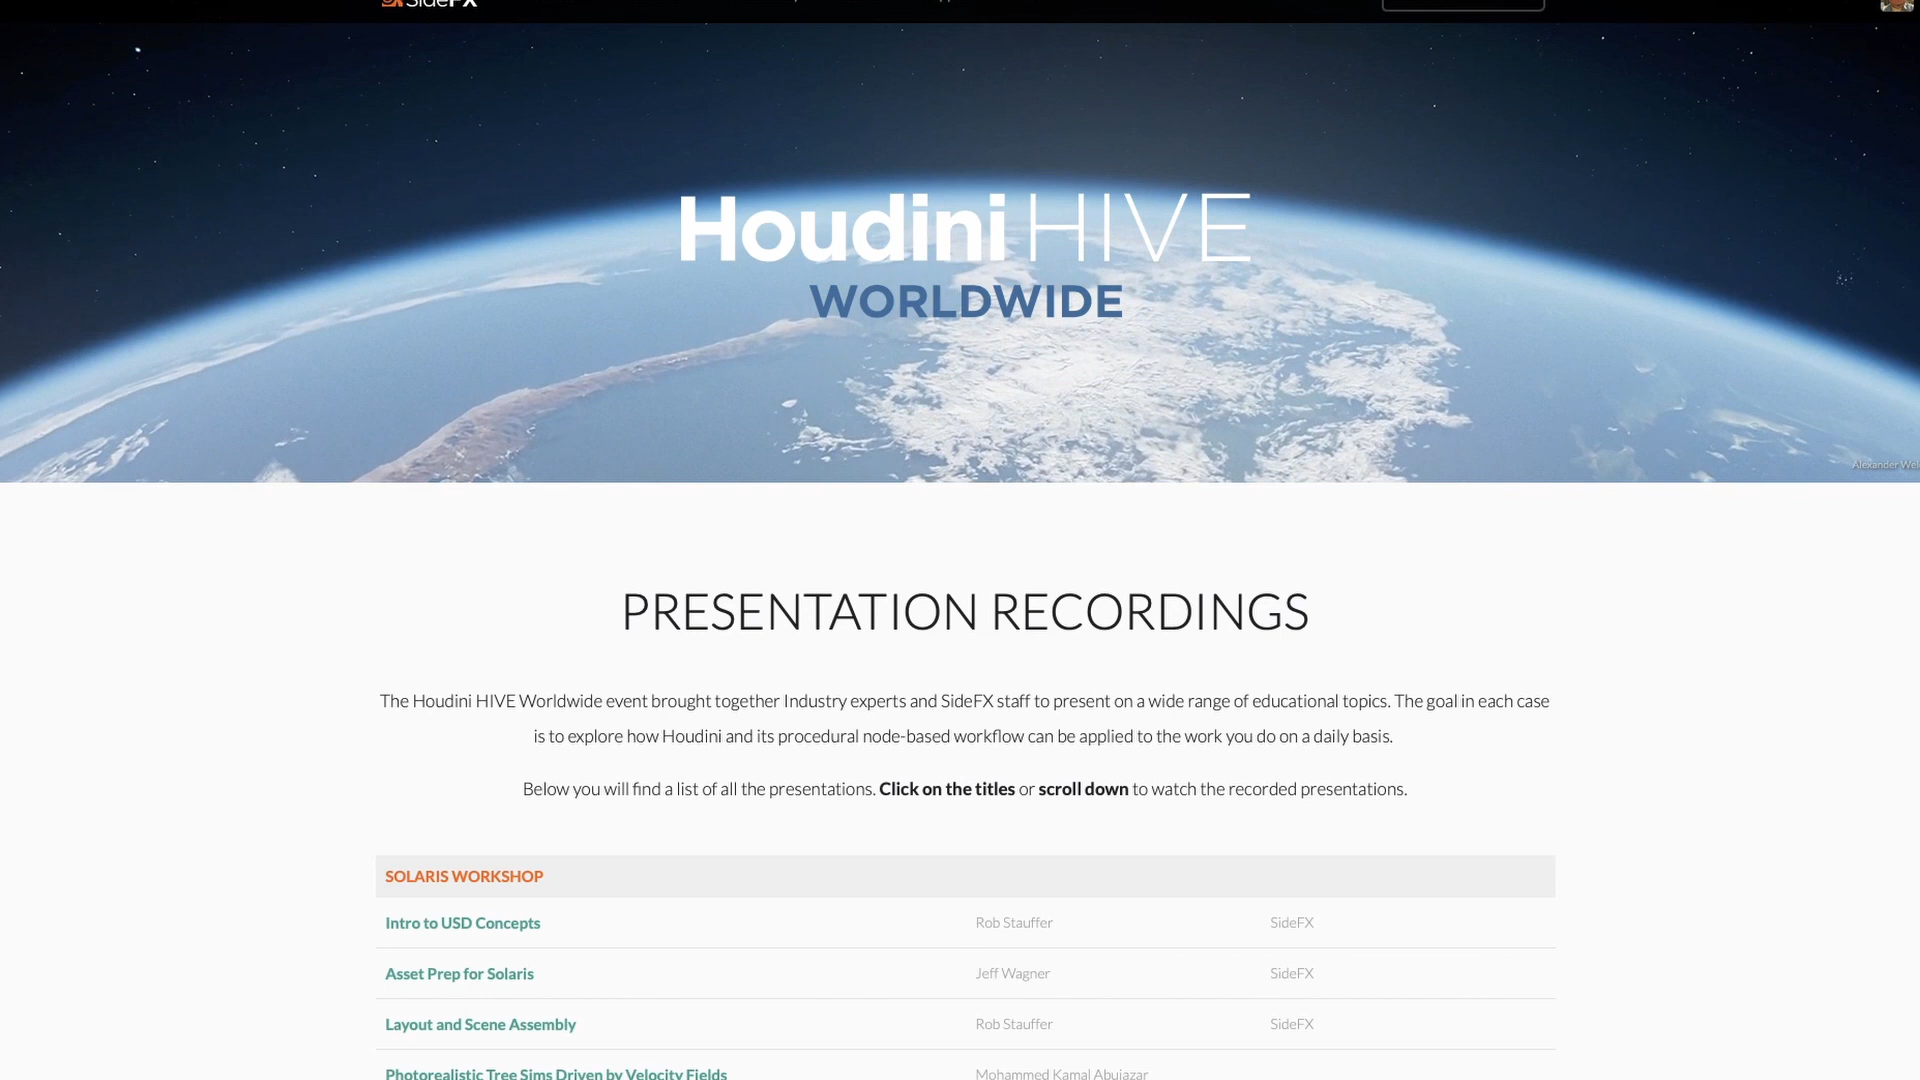 SideFX
Houdini HIVE
WORLDWIDE
PRESENTATION RECORDINGS
The Houdini HIVE Worldwide event brought together Industry experts and SideFX staff to present on a wide range of educational topics. The goal in each case
is to explore how Houdini and its procedural node-based workflow can be applied to the work you do on a daily basis.
Below you will find a list of all the presentations. Click on the titles or scroll down to watch the recorded presentations.
SOLARIS WORKSHOP
Intro to USD Concepts Rob Stauffer SideFX
Asset Prep for Solaris Jeff Wagner SideFX
Layout and Scene Assembly Rob Stauffer SideFX
Photorealistic Tree Sims Driven by Velocity Fields Mohammed Kamal Abujazar
Alexander